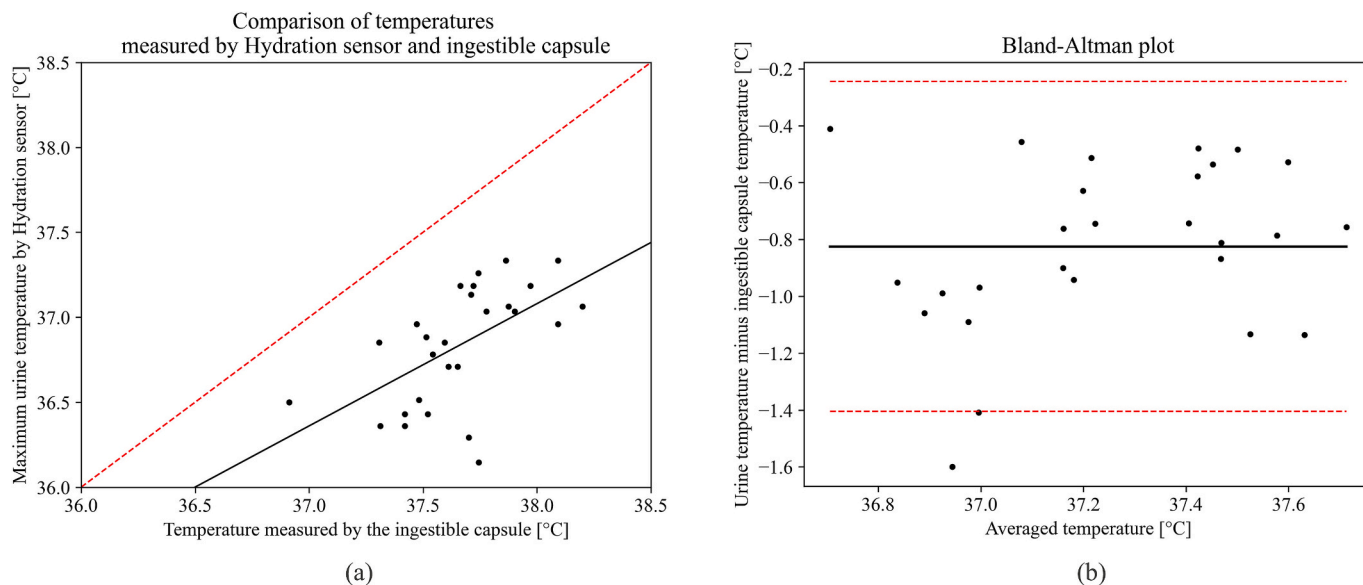 Comparison of temperatures
measured by Hydration sensor and ingestible capsule
Maximum urine temperature by Hydration sensor [°C]
38.5
38.0
37.5
37.0
36.5
36.0
36.0
36.5
37.0
37.5
38.0
38.5
Temperature measured by the ingestible capsule [°C]
(a)
Bland-Altman plot
Urine temperature minus ingestible capsule temperature [°C]
−0.2
−0.4
−0.6
−0.8
−1.0
−1.2
−1.4
−1.6
36.8
37.0
37.2
37.4
37.6
Averaged temperature [°C]
(b)